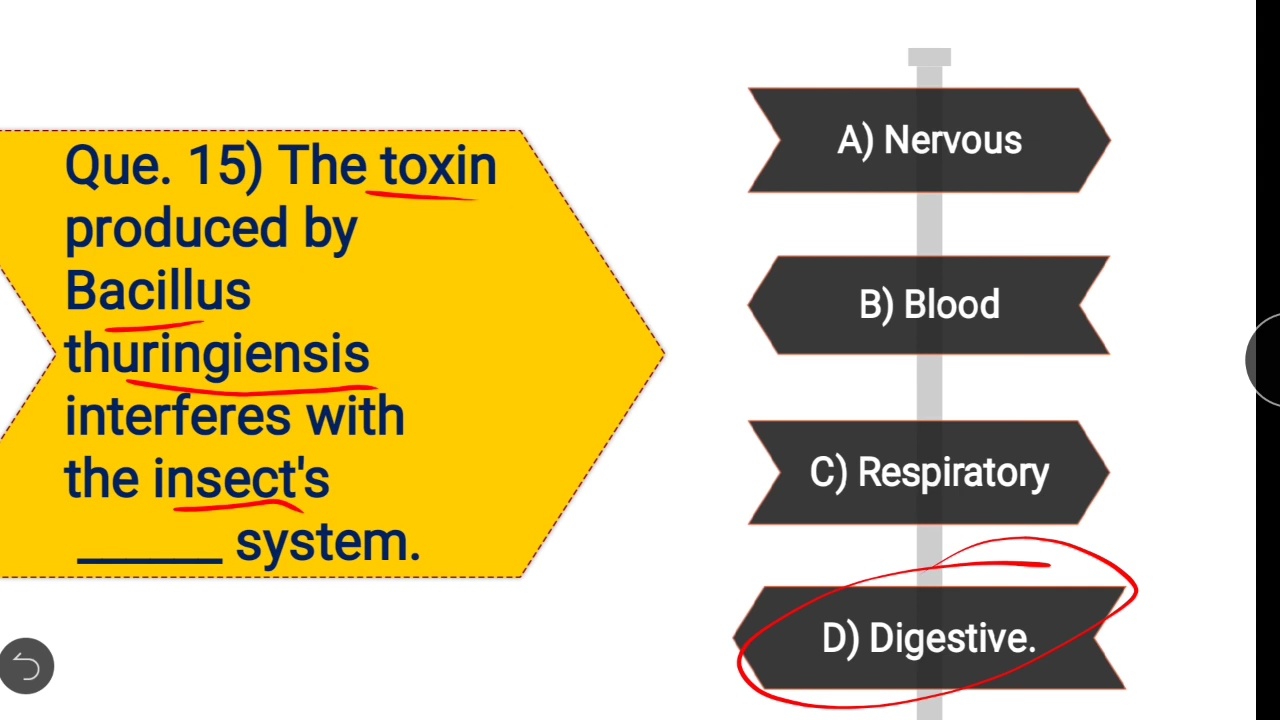 Que. 15) The toxin
produced by
Bacillus
thuringiensis
interferes with
the insect's
______ system.
A) Nervous
B) Blood
C) Respiratory
D) Digestive.